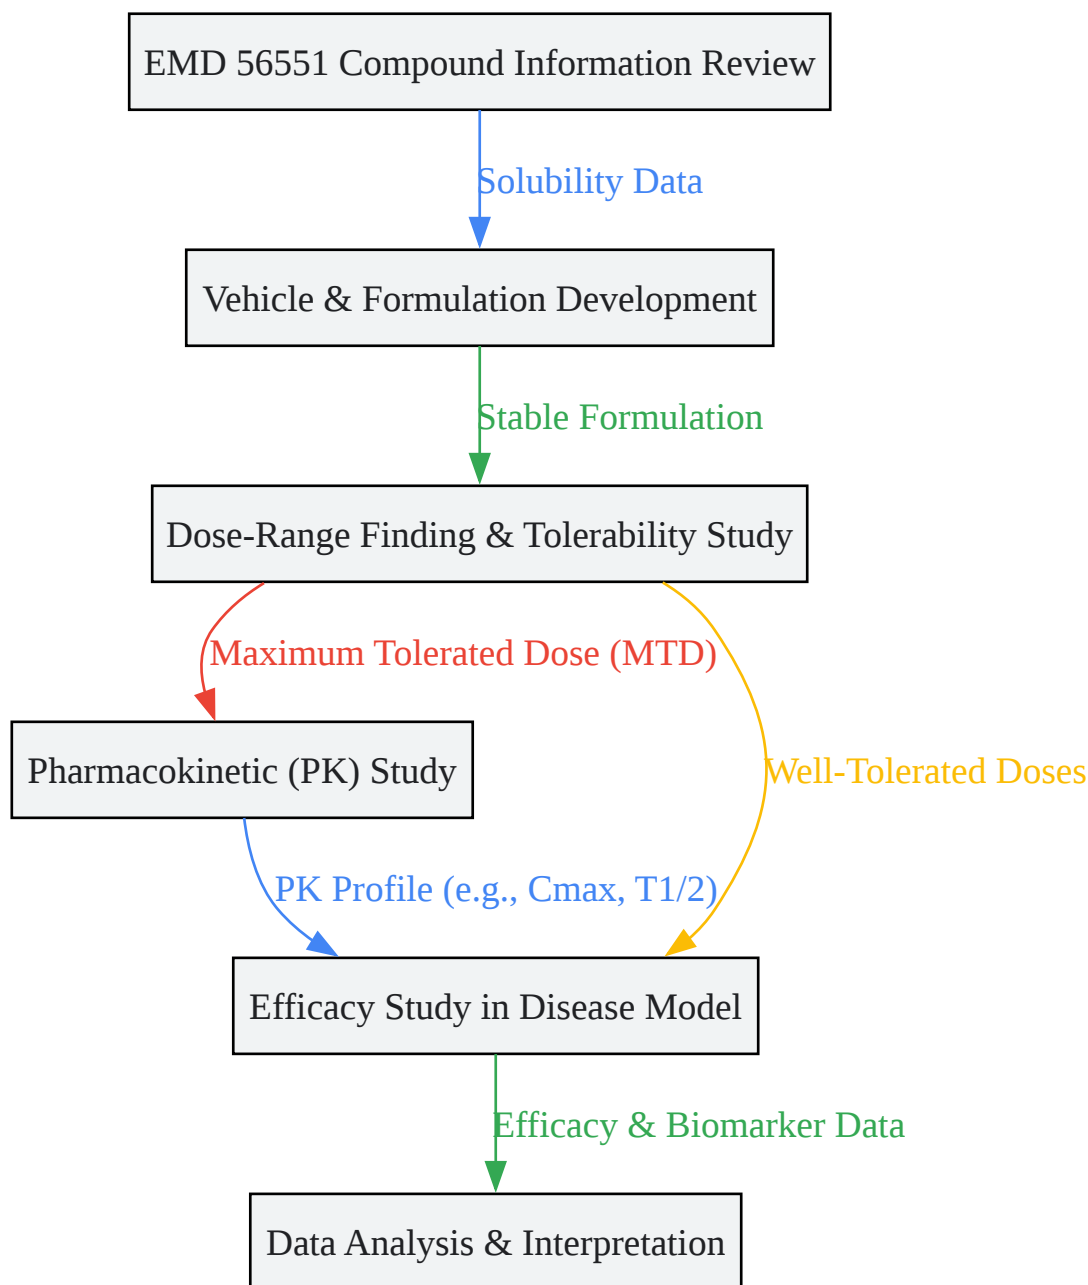 EMD 56551 Compound Information Review
Solubility Data
Vehicle & Formulation Development
Stable Formulation
Dose-Range Finding & Tolerability Study
Maximum Tolerated Dose (MTD)
Pharmacokinetic (PK) Study
Well-Tolerated Doses
PK Profile (e.g., Cmax, T1/2)
Efficacy Study in Disease Model
Efficacy & Biomarker Data
Data Analysis & Interpretation